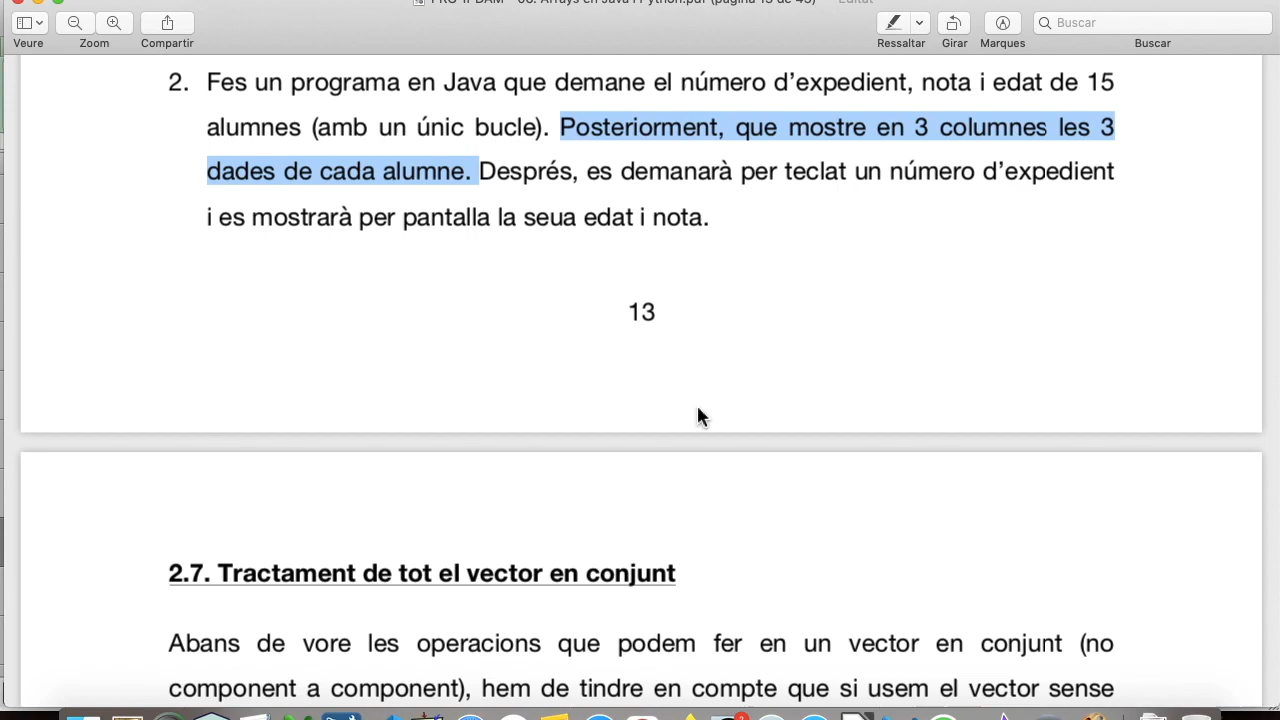 Veure
Zoom
Compartir
Ressaltar
Girar
Marques
Buscar
Buscar
2. Fes un programa en Java que demane el número d’expedient, nota i edat de 15
alumnes (amb un únic bucle). Posteriorment, que mostre en 3 columnes les 3
dades de cada alumne. Després, es demanarà per teclat un número d’expedient
i es mostrarà per pantalla la seua edat i nota.
13
2.7. Tractament de tot el vector en conjunt
Abans de vore les operacions que podem fer en un vector en conjunt (no
component a component), hem de tindre en compte que si usem el vector sense